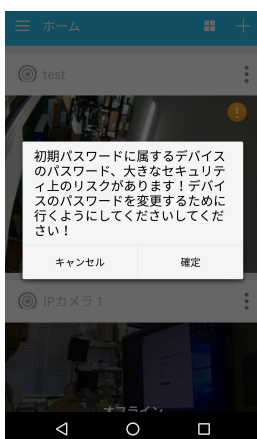 ホーム
test
初期パスワードに属するデバイス
のパスワード、大きなセキュリテ
ィ上のリスクがあります！デバイ
スのパスワードを変更するために
行くようにしてくださいしてくだ
さい！
キャンセル
確定
IPカメラ 1
オフライン